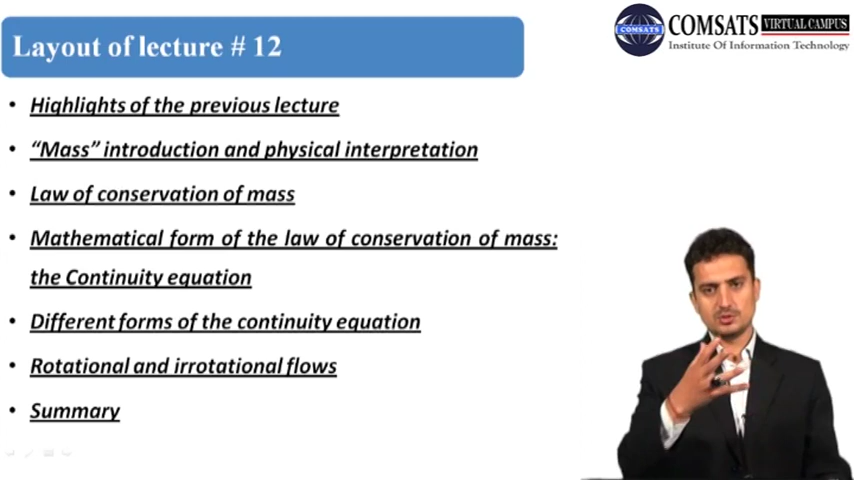 Layout of lecture # 12
COMSATS VIRTUAL CAMPUS
COMSATS
Institute Of Information Technology
• Highlights of the previous lecture
• “Mass” introduction and physical interpretation
• Law of conservation of mass
• Mathematical form of the law of conservation of mass:
the Continuity equation
• Different forms of the continuity equation
• Rotational and irrotational flows
• Summary